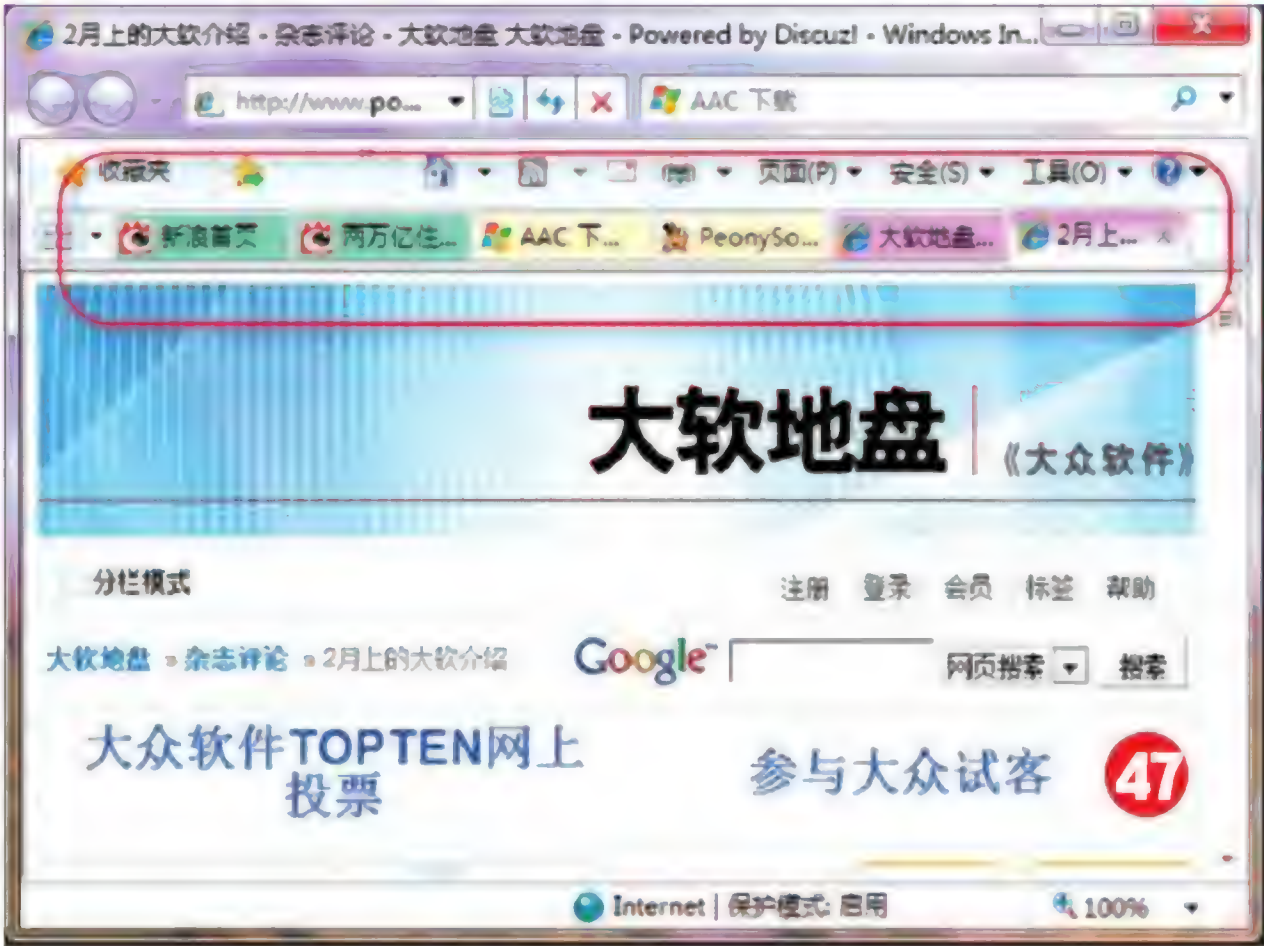 2月上的大软介绍 - 杂志评论 - 大软地盘 大软地盘 - Powered by Discuz! - Windows In...
http://www.po... AAC 下载
收藏夹 页面(P) 安全(S) 工具(O)
新浪首页 两万亿住... AAC 下... PeonySo... 大软地盘... 2月上...
大软地盘 《大众软件》
分栏模式 注册 登录 会员 标签 帮助
大软地盘 » 杂志评论 » 2月上的大软介绍 Google™ 网页搜索 搜索
大众软件TOPTEN网上
投票
参与大众试客 47
Internet | 保护模式: 启用 100%